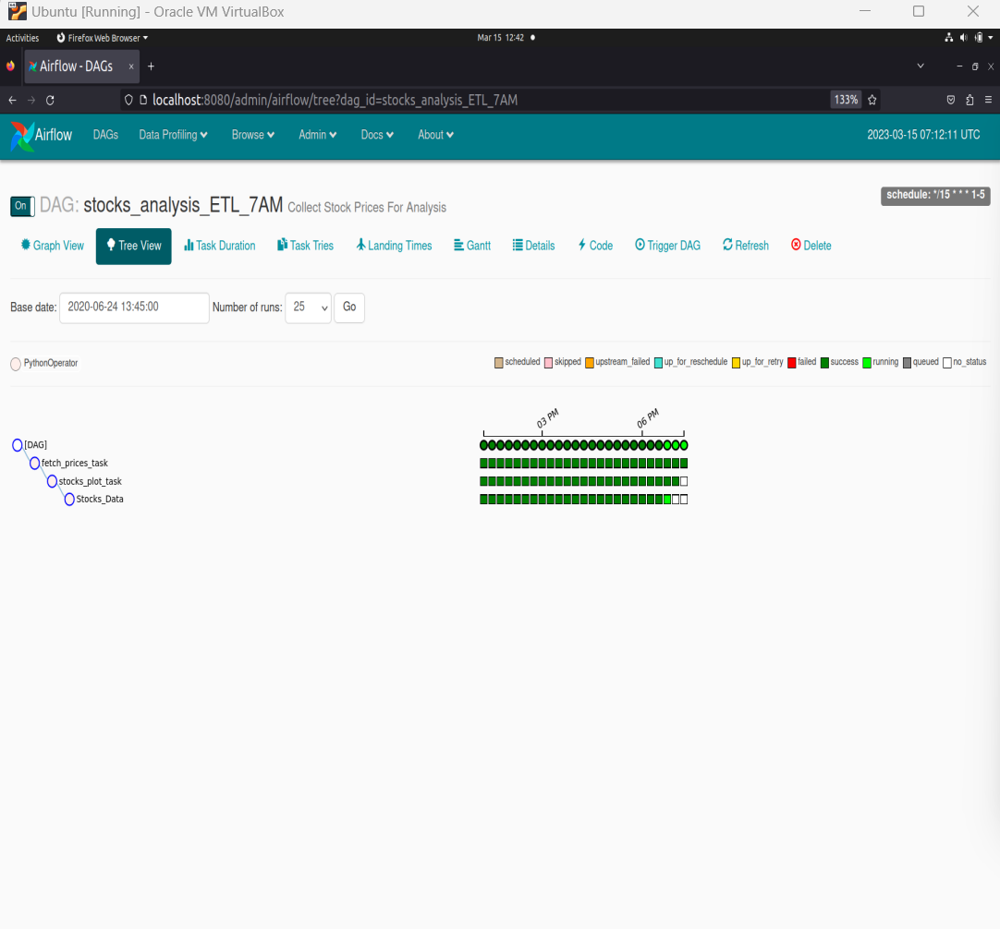 Ubuntu [Running] - Oracle VM VirtualBox
Activities Firefox Web Browser Mar 15 12:42
Airflow - DAGs
localhost:8080/admin/airflow/tree?dag_id=stocks_analysis_ETL_7AM 133%
Airflow DAGs Data Profiling Browse Admin Docs About 2023-03-15 07:12:11 UTC
On DAG: stocks_analysis_ETL_7AM Collect Stock Prices For Analysis schedule: */15 * * * 1-5
Graph View Tree View Task Duration Task Tries Landing Times Gantt Details Code Trigger DAG Refresh Delete
Base date: 2020-06-24 13:45:00 Number of runs: 25 Go
PythonOperator scheduled skipped upstream_failed up_for_reschedule up_for_retry failed success running queued no_status
03 PM 06 PM
[DAG]
fetch_prices_task
stocks_plot_task
Stocks_Data